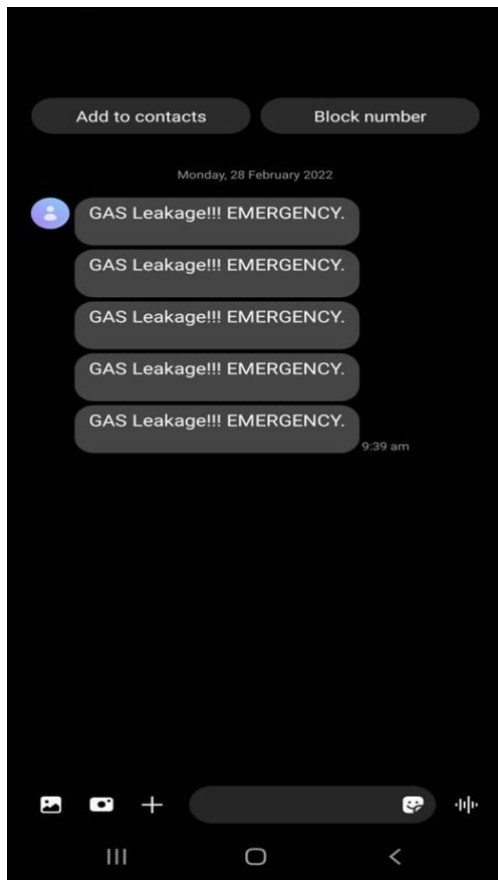 Add to contacts
Block number
Monday, 28 February 2022
GAS Leakage!!! EMERGENCY.
GAS Leakage!!! EMERGENCY.
GAS Leakage!!! EMERGENCY.
GAS Leakage!!! EMERGENCY.
GAS Leakage!!! EMERGENCY.
9:39 am